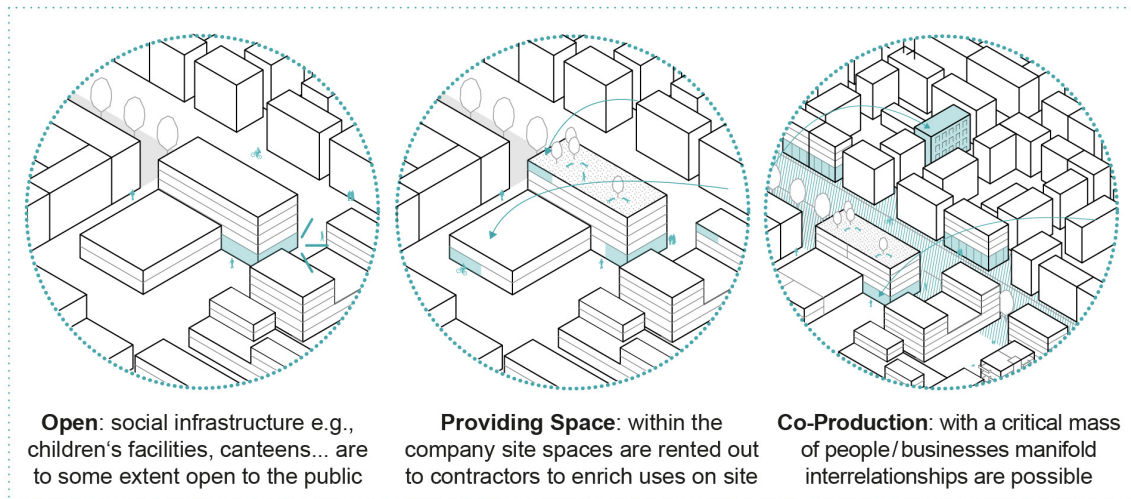 Open: social infrastructure e.g.,
children‘s facilities, canteens... are
to some extent open to the public
Providing Space: within the
company site spaces are rented out
to contractors to enrich uses on site
Co-Production: with a critical mass
of people/businesses manifold
interrelationships are possible